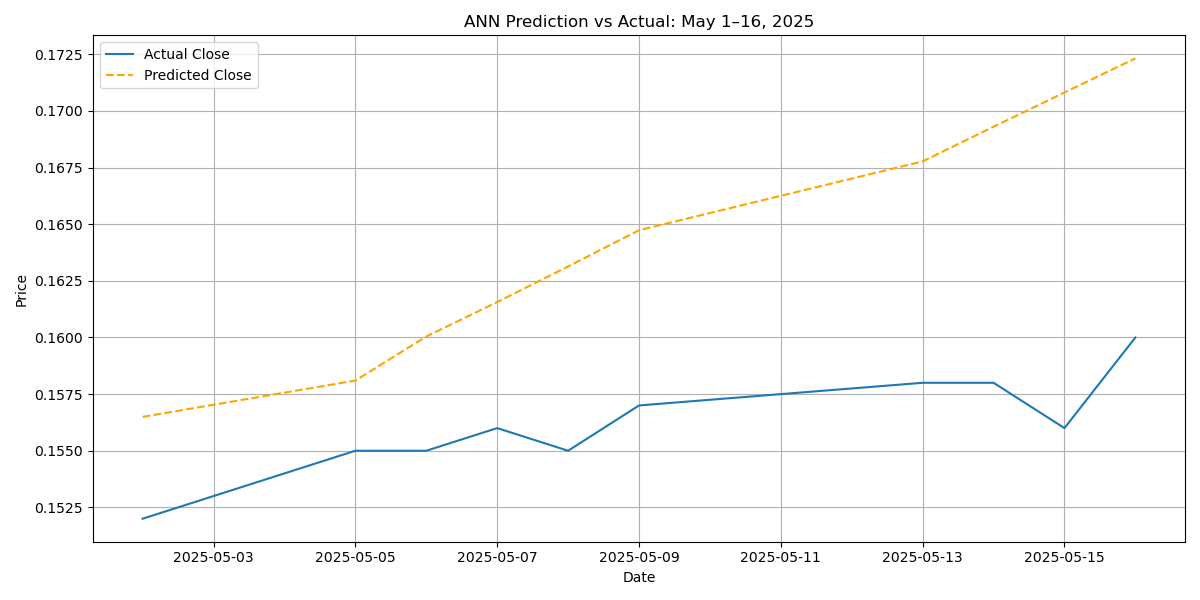 ANN Prediction vs Actual: May 1–16, 2025
Actual Close
Predicted Close
Price
0.1725
0.1700
0.1675
0.1650
0.1625
0.1600
0.1575
0.1550
0.1525
2025-05-03 2025-05-05 2025-05-07 2025-05-09 2025-05-11 2025-05-13 2025-05-15
Date